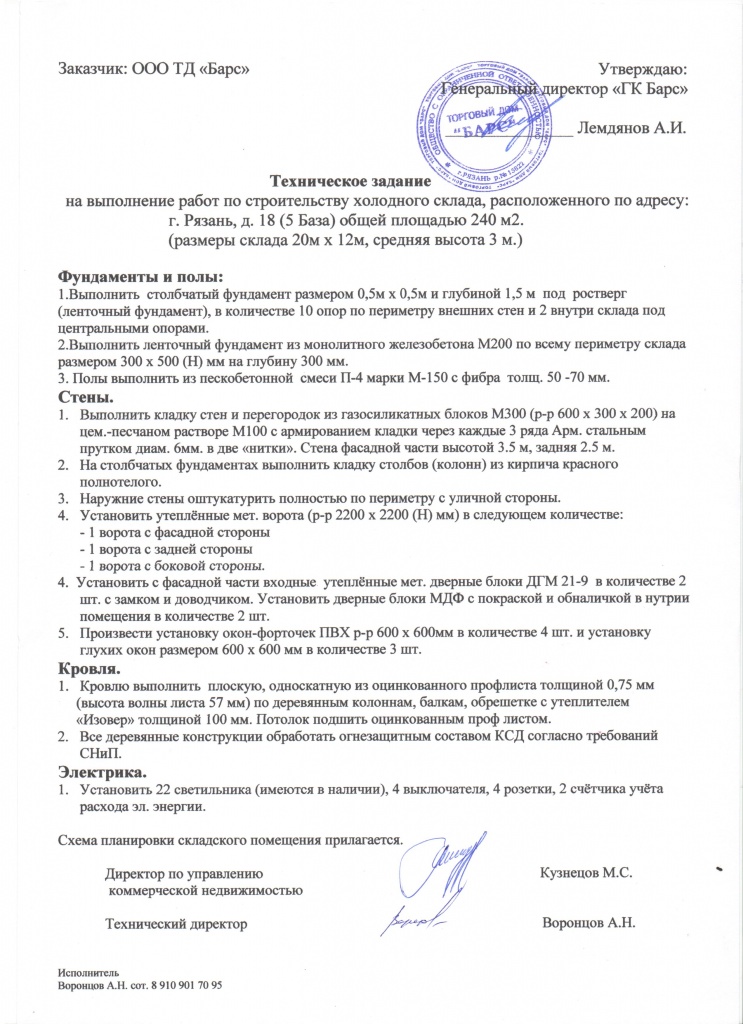 Заказчик: ООО ТД «Барс» Утверждаю:
Генеральный директор «ГК Барс»
ОБЩЕСТВО С ОГРАНИЧЕННОЙ ОТВЕТСТВЕННОСТЬЮ
ТОРГОВЫЙ ДОМ
"БАРС"
г. РЯЗАНЬ
Лемдянов А.И.
Техническое задание
на выполнение работ по строительству холодного склада, расположенного по адресу:
г. Рязань, д. 18 (5 База) общей площадью 240 м2.
(размеры склада 20м х 12м, средняя высота 3 м.)
Фундаменты и полы:
1.Выполнить столбчатый фундамент размером 0,5м х 0,5м и глубиной 1,5 м под роствeрг
(ленточный фундамент), в количестве 10 опор по периметру внешних стен и 2 внутри склада под
центральными опорами.
2.Выполнить ленточный фундамент из монолитного железобетона М200 по всему периметру склада
размером 300 х 500 (Н) мм на глубину 300 мм.
3. Полы выполнить из пескобетонной смеси П-4 марки М-150 с фибра толщ. 50 -70 мм.
Стены.
1. Выполнить кладку стен и перегородок из газосиликатных блоков М300 (р-р 600 х 300 х 200) на
цем.-песчаном растворе М100 с армированием кладки через каждые 3 ряда Арм. стальным
прутком диам. 6мм. в две «нитки». Стена фасадной части высотой 3.5 м, задняя 2.5 м.
2. На столбчатых фундаментах выполнить кладку столбов (колонн) из кирпича красного
полнотелого.
3. Наружние стены оштукатурить полностью по периметру с уличной стороны.
4. Установить утеплённые мет. ворота (р-р 2200 х 2200 (Н) мм) в следующем количестве:
- 1 ворота с фасадной стороны
- 1 ворота с задней стороны
- 1 ворота с боковой стороны.
4. Установить с фасадной части входные утеплённые мет. дверные блоки ДГМ 21-9 в количестве 2
шт. с замком и доводчиком. Установить дверные блоки МДФ с покраской и обналичкой в нутрии
помещения в количестве 2 шт.
5. Произвести установку окон-форточек ПВХ р-р 600 х 600мм в количестве 4 шт. и установку
глухих окон размером 600 х 600 мм в количестве 3 шт.
Кровля.
1. Кровлю выполнить плоскую, односкатную из оцинкованного профлиста толщиной 0,75 мм
(высота волны листа 57 мм) по деревянным колоннам, балкам, обрешетке с утеплителем
«Изовер» толщиной 100 мм. Потолок подшить оцинкованным проф листом.
2. Все деревянные конструкции обработать огнезащитным составом КСД согласно требований
СНиП.
Электрика.
1. Установить 22 светильника (имеются в наличии), 4 выключателя, 4 розетки, 2 счётчика учёта
расхода эл. энергии.
Схема планировки складского помещения прилагается.
Директор по управлению Кузнецов М.С.
коммерческой недвижимостью
Технический директор Воронцов А.Н.
Исполнитель
Воронцов А.Н. сот. 8 910 901 70 95